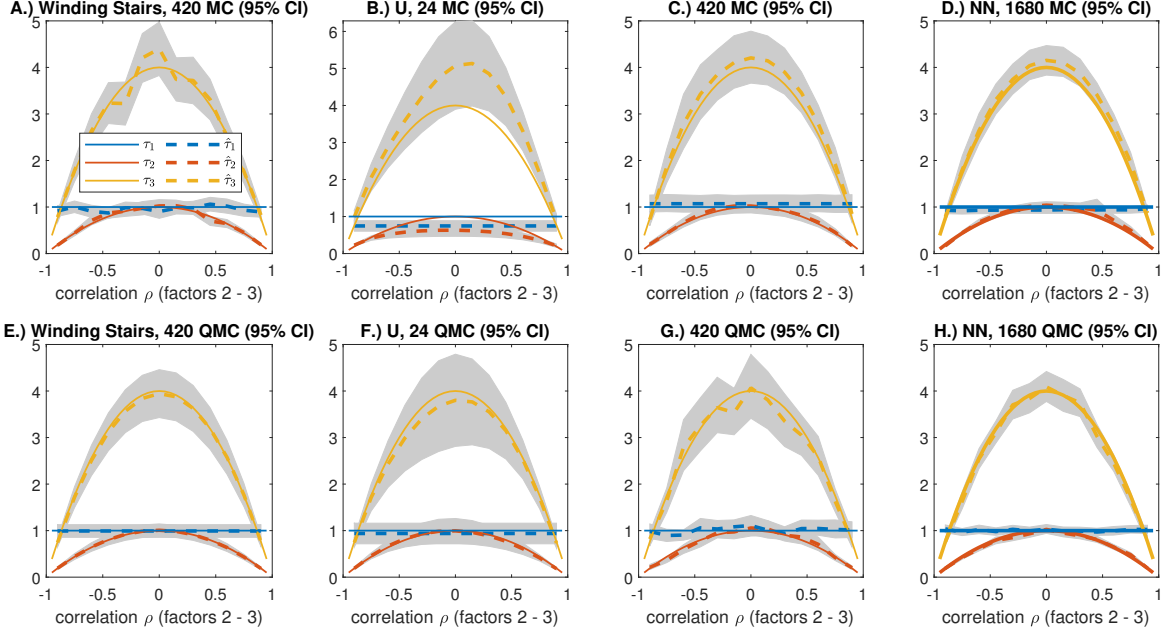 A.) Winding Stairs, 420 MC (95% CI)
B.) U, 24 MC (95% CI)
C.) 420 MC (95% CI)
D.) NN, 1680 MC (95% CI)
5
4
3
2
1
0
τ₁
τ₂
τ₃
τ̂₁
τ̂₂
τ̂₃
-1 -0.5 0 0.5 1
correlation ρ (factors 2 - 3)
6
5
4
3
2
1
0
-1 -0.5 0 0.5 1
correlation ρ (factors 2 - 3)
5
4
3
2
1
0
-1 -0.5 0 0.5 1
correlation ρ (factors 2 - 3)
5
4
3
2
1
0
-1 -0.5 0 0.5 1
correlation ρ (factors 2 - 3)
E.) Winding Stairs, 420 QMC (95% CI)
F.) U, 24 QMC (95% CI)
G.) 420 QMC (95% CI)
H.) NN, 1680 QMC (95% CI)
5
4
3
2
1
0
-1 -0.5 0 0.5 1
correlation ρ (factors 2 - 3)
5
4
3
2
1
0
-1 -0.5 0 0.5 1
correlation ρ (factors 2 - 3)
5
4
3
2
1
0
-1 -0.5 0 0.5 1
correlation ρ (factors 2 - 3)
5
4
3
2
1
0
-1 -0.5 0 0.5 1
correlation ρ (factors 2 - 3)